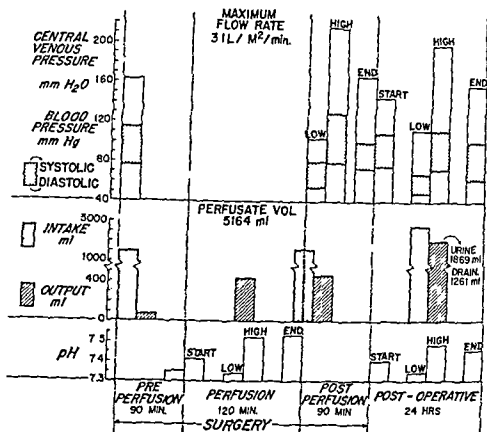 MAXIMUM
FLOW RATE
3.1L/ M²/min.
CENTRAL
VENOUS
PRESSURE
mm H₂O
BLOOD
PRESSURE
mm Hg
SYSTOLIC
DIASTOLIC
200
160
120
80
40
LOW
HIGH
END
START
LOW
HIGH
END
PERFUSATE VOL
5164 ml
INTAKE
ml
OUTPUT
ml
3000
1000
400
0
URINE
1869 ml
DRAIN.
1261 ml
pH
7.5
7.4
7.3
START
LOW
HIGH
END
START
LOW
HIGH
END
PRE
PERFUSION
90 MIN.
PERFUSION
120 MIN.
POST
PERFUSION
90 MIN
POST-OPERATIVE
24 HRS
SURGERY